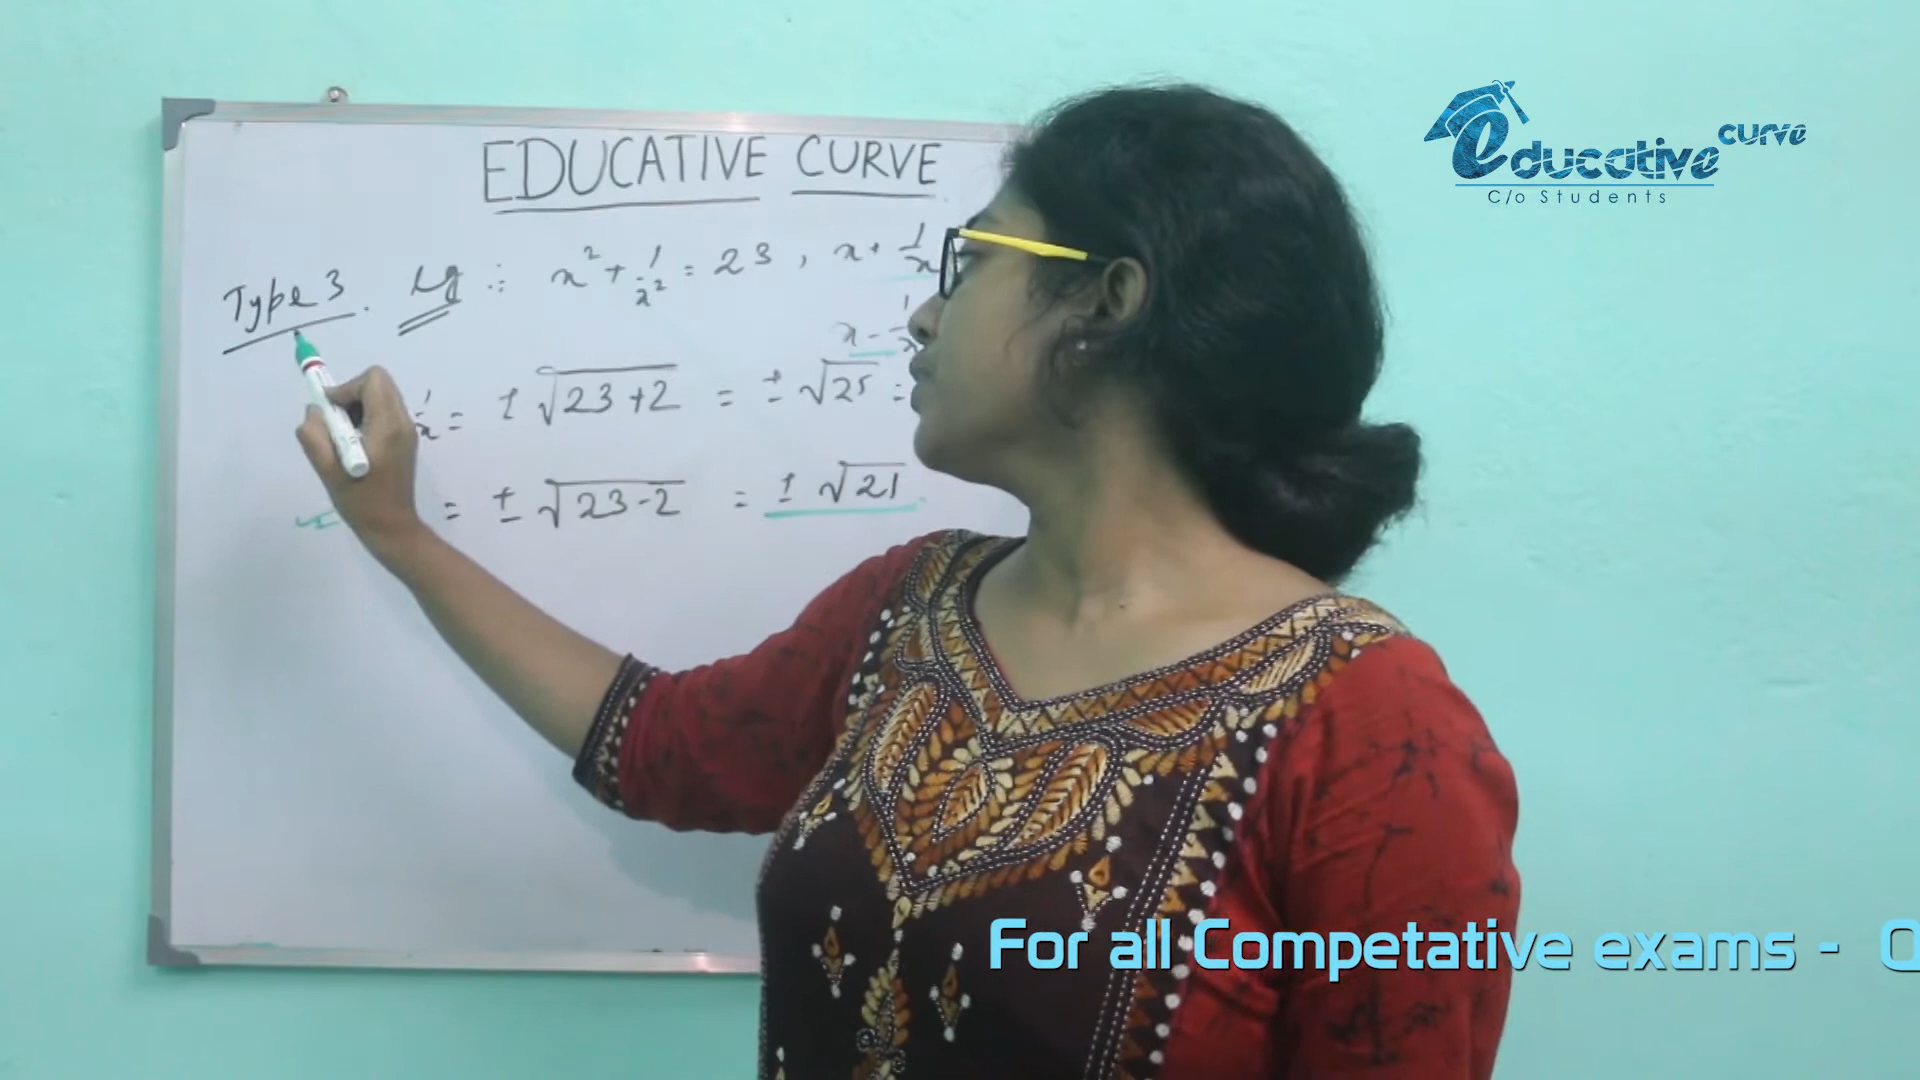 EDUCATIVE CURVE
Type 3. eg :: x² + 1/x² = 23, x + 1/x
x - 1/x
1/x = ± √23+2 = ± √25 =
= ± √23-2 = ± √21
educative curve
C/o Students
For all Competative exams -